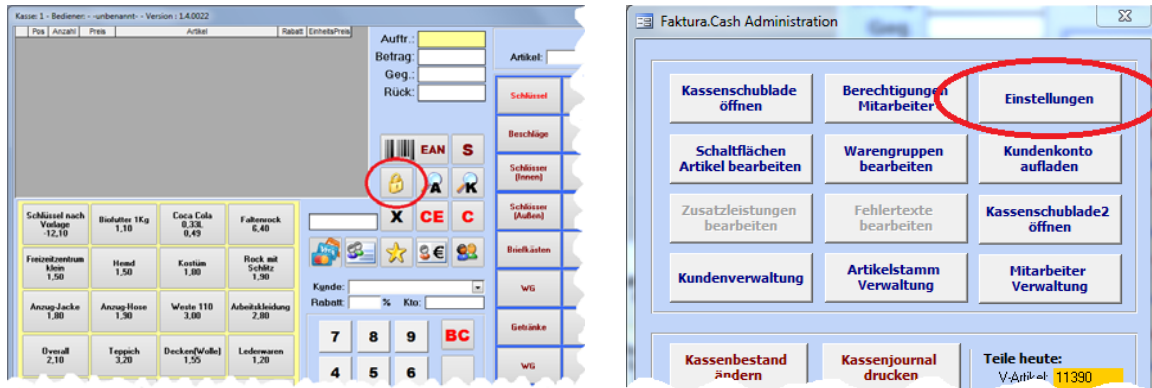 Kasse: 1 - Bediener: - -unbenannt- - Version : 1.4.0022
Pos Anzahl Preis Artikel Rabatt EinheitsPreis
Auftr.:
Betrag:
Geg.:
Rück:
Artikel:
Schlüssel
Beschläge
Schlösser
(Innen)
Schlösser
(Außen)
Briefkästen
WG
Getränke
WG
EAN S
A K
X CE C
S €
Kunde:
Rabatt: % Kto:
7 8 9 BC
4 5 6
Schlüssel nach
Vorlage
-12,10
Biofutter 1Kg
1,10
Coca Cola
0,33L
0,49
Faltenrock
6,40
Freizeitzentrum
klein
1,50
Hemd
1,50
Kostüm
1,80
Rock mit
Schlitz
1,90
Anzug-Jacke
1,80
Anzug-Hose
1,90
Weste 110
3,00
Arbeitskleidung
2,80
Overall
2,10
Teppich
3,20
Decken(Wolle)
1,55
Lederwaren
1,20
Faktura.Cash Administration
Kassenschublade
öffnen
Berechtigungen
Mitarbeiter
Einstellungen
Schaltflächen
Artikel bearbeiten
Warengruppen
bearbeiten
Kundenkonto
aufladen
Zusatzleistungen
bearbeiten
Fehlertexte
bearbeiten
Kassenschublade2
öffnen
Kundenverwaltung
Artikelstamm
Verwaltung
Mitarbeiter
Verwaltung
Kassenbestand
ändern
Kassenjournal
drucken
Teile heute:
V-Artikel: 11390